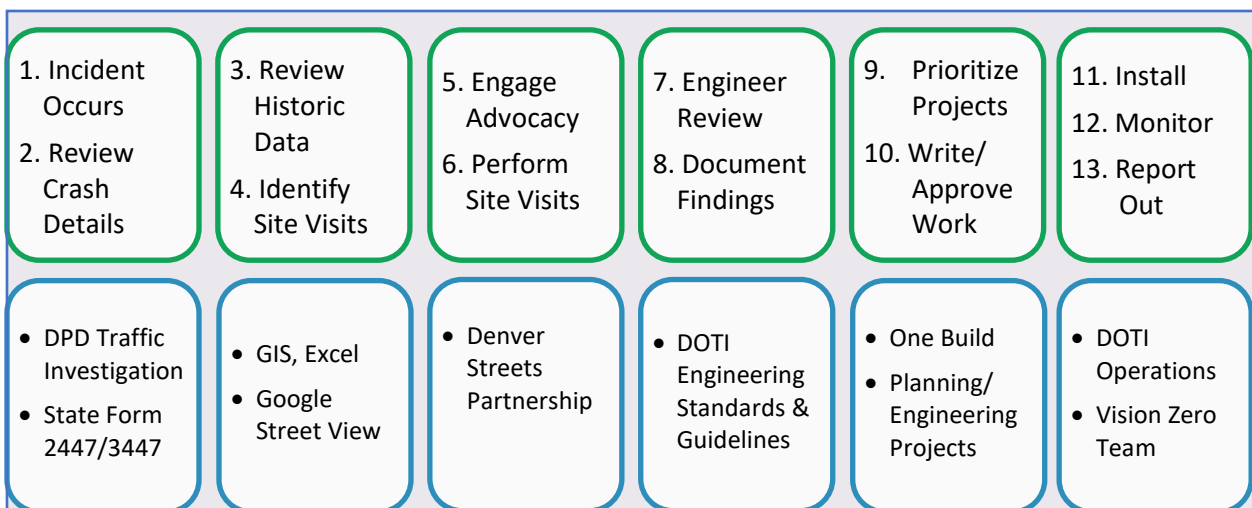 1. Incident
Occurs
2. Review
Crash
Details
3. Review
Historic
Data
4. Identify
Site Visits
5. Engage
Advocacy
6. Perform
Site Visits
7. Engineer
Review
8. Document
Findings
9. Prioritize
Projects
10. Write/
Approve
Work
11. Install
12. Monitor
13. Report
Out
• DPD Traffic
Investigation
• State Form
2447/3447
• GIS, Excel
• Google
Street View
• Denver
Streets
Partnership
• DOTI
Engineering
Standards &
Guidelines
• One Build
• Planning/
Engineering
Projects
• DOTI
Operations
• Vision Zero
Team